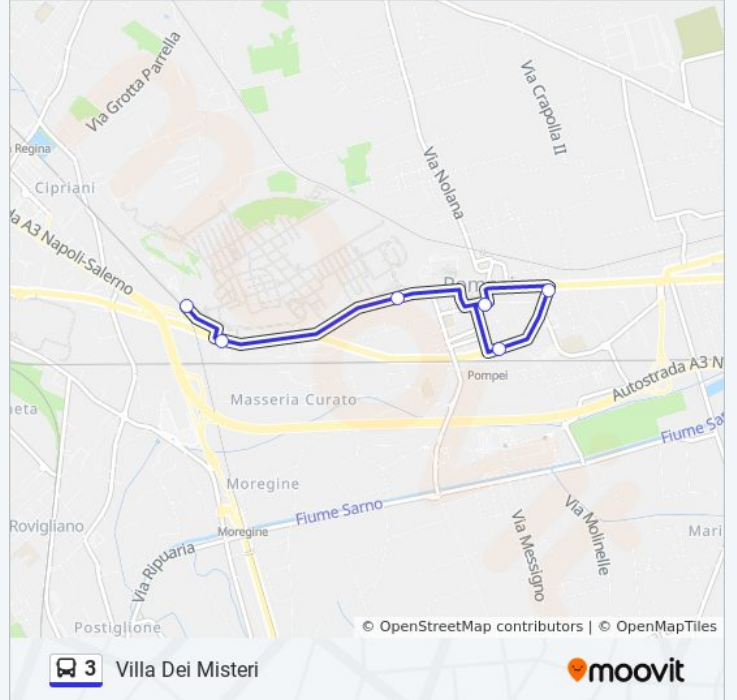 Via Grotta Parrella
Via Crapolla II
Regina
Via Nolana
Cipriani
da A3 Napoli-Salerno
Pompei
Autostrada A3 N
Masseria Curato
Fiume Sa
Moregine
Fiume Sarno
Rovigliano
Moregine
Via Molinelle
Via Messigno
Mari
Via Ripuaria
Postiglione
© OpenStreetMap contributors | © OpenMapTiles
3 Villa Dei Misteri
moovit